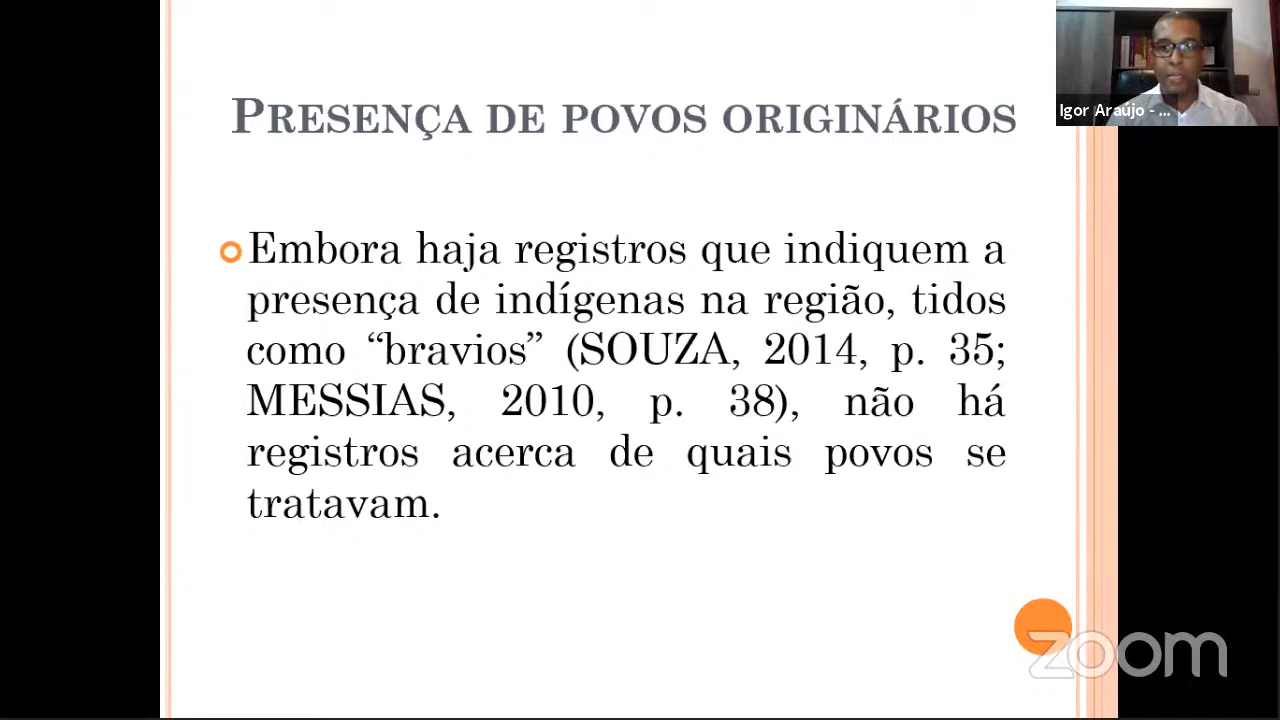 PRESENÇA DE POVOS ORIGINÁRIOS
Igor Araújo - ...
Embora haja registros que indiquem a
presença de indígenas na região, tidos
como “bravios” (SOUZA, 2014, p. 35;
MESSIAS, 2010, p. 38), não há
registros acerca de quais povos se
tratavam.
zoom